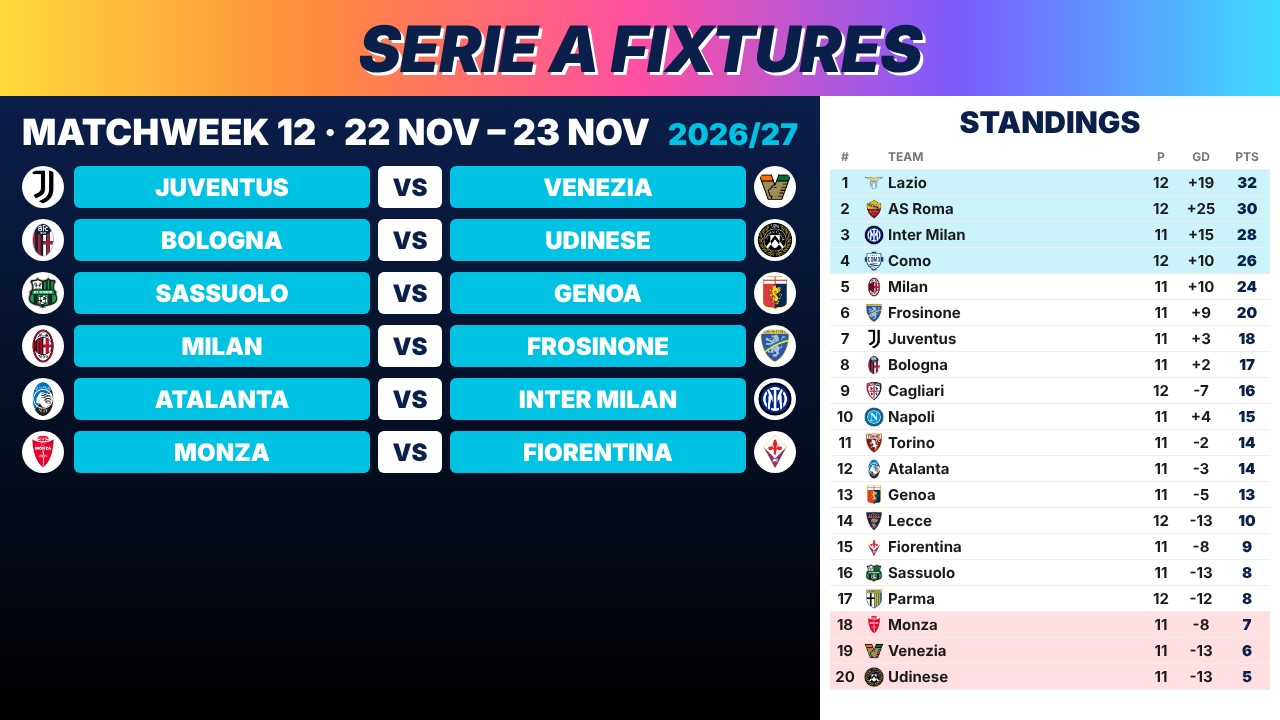 SERIE A FIXTURES
MATCHWEEK 12 · 22 NOV – 23 NOV 2026/27
JUVENTUS VS VENEZIA
BOLOGNA VS UDINESE
SASSUOLO VS GENOA
MILAN VS FROSINONE
ATALANTA VS INTER MILAN
MONZA VS FIORENTINA
STANDINGS
# TEAM P GD PTS
1 Lazio 12 +19 32
2 AS Roma 12 +25 30
3 Inter Milan 11 +15 28
4 Como 12 +10 26
5 Milan 11 +10 24
6 Frosinone 11 +9 20
7 Juventus 11 +3 18
8 Bologna 11 +2 17
9 Cagliari 12 -7 16
10 Napoli 11 +4 15
11 Torino 11 -2 14
12 Atalanta 11 -3 14
13 Genoa 11 -5 13
14 Lecce 12 -13 10
15 Fiorentina 11 -8 9
16 Sassuolo 11 -13 8
17 Parma 12 -12 8
18 Monza 11 -8 7
19 Venezia 11 -13 6
20 Udinese 11 -13 5